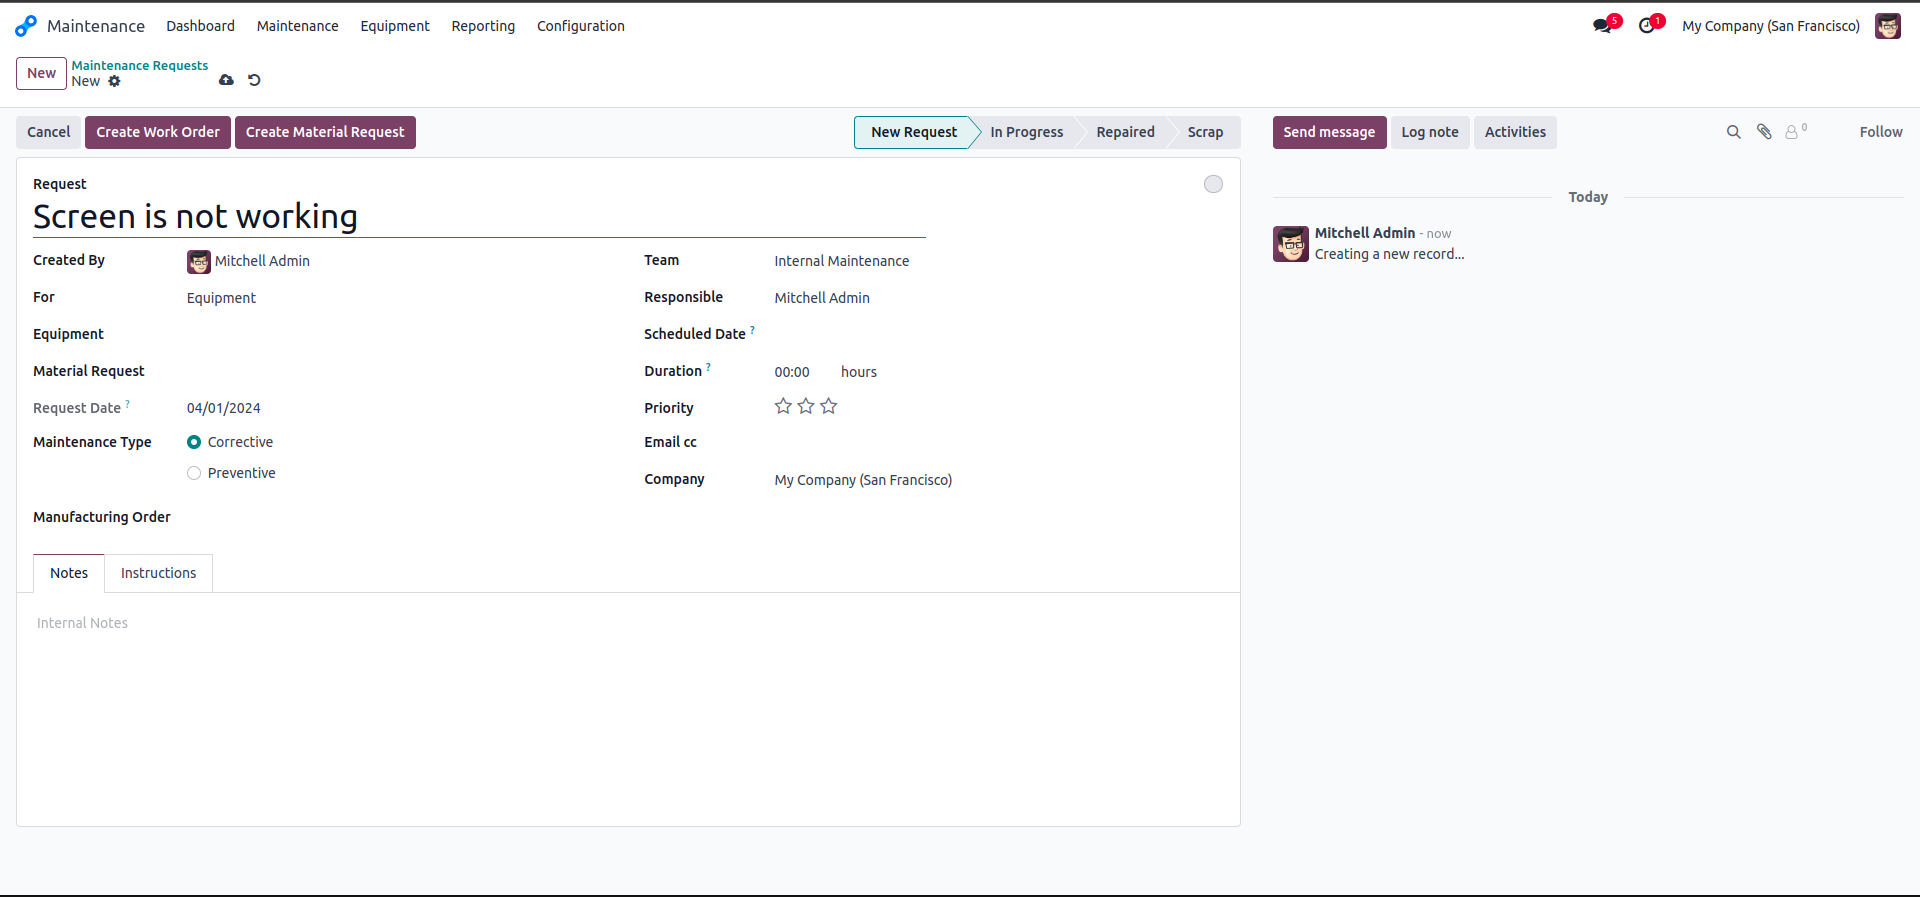 Maintenance Dashboard Maintenance Equipment Reporting Configuration 5 1 My Company (San Francisco)
New Maintenance Requests
New
Cancel Create Work Order Create Material Request New Request In Progress Repaired Scrap Send message Log note Activities 0 Follow
Request
Screen is not working
Created By Mitchell Admin
For Equipment
Equipment
Material Request
Request Date ? 04/01/2024
Maintenance Type Corrective
Preventive
Manufacturing Order
Team Internal Maintenance
Responsible Mitchell Admin
Scheduled Date ?
Duration ? 00:00 hours
Priority
Email cc
Company My Company (San Francisco)
Notes Instructions
Internal Notes
Today
Mitchell Admin - now
Creating a new record...